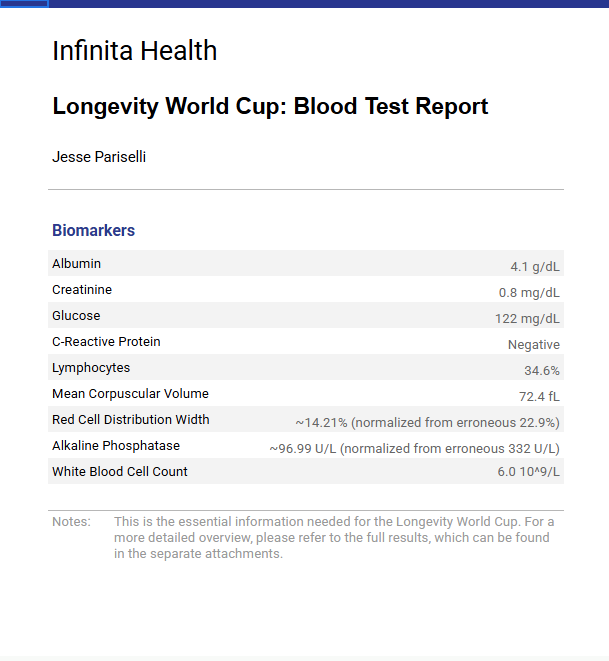 Infinita Health
Longevity World Cup: Blood Test Report
Jesse Pariselli
Biomarkers
Albumin 4.1 g/dL
Creatinine 0.8 mg/dL
Glucose 122 mg/dL
C-Reactive Protein Negative
Lymphocytes 34.6%
Mean Corpuscular Volume 72.4 fL
Red Cell Distribution Width ~14.21% (normalized from erroneous 22.9%)
Alkaline Phosphatase ~96.99 U/L (normalized from erroneous 332 U/L)
White Blood Cell Count 6.0 10^9/L
Notes: This is the essential information needed for the Longevity World Cup. For a
more detailed overview, please refer to the full results, which can be found
in the separate attachments.